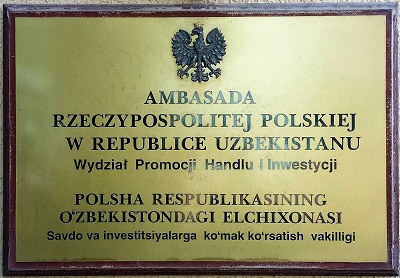 AMBASADA
RZECZYPOSPOLITEJ POLSKIEJ
W REPUBLICE UZBEKISTANU
Wydział Promocji Handlu i Inwestycji
POLSHA RESPUBLIKASINING
O'ZBEKISTONDAGI ELCHIXONASI
Savdo va investitsiyalarga ko'mak ko'rsatish vakilligi